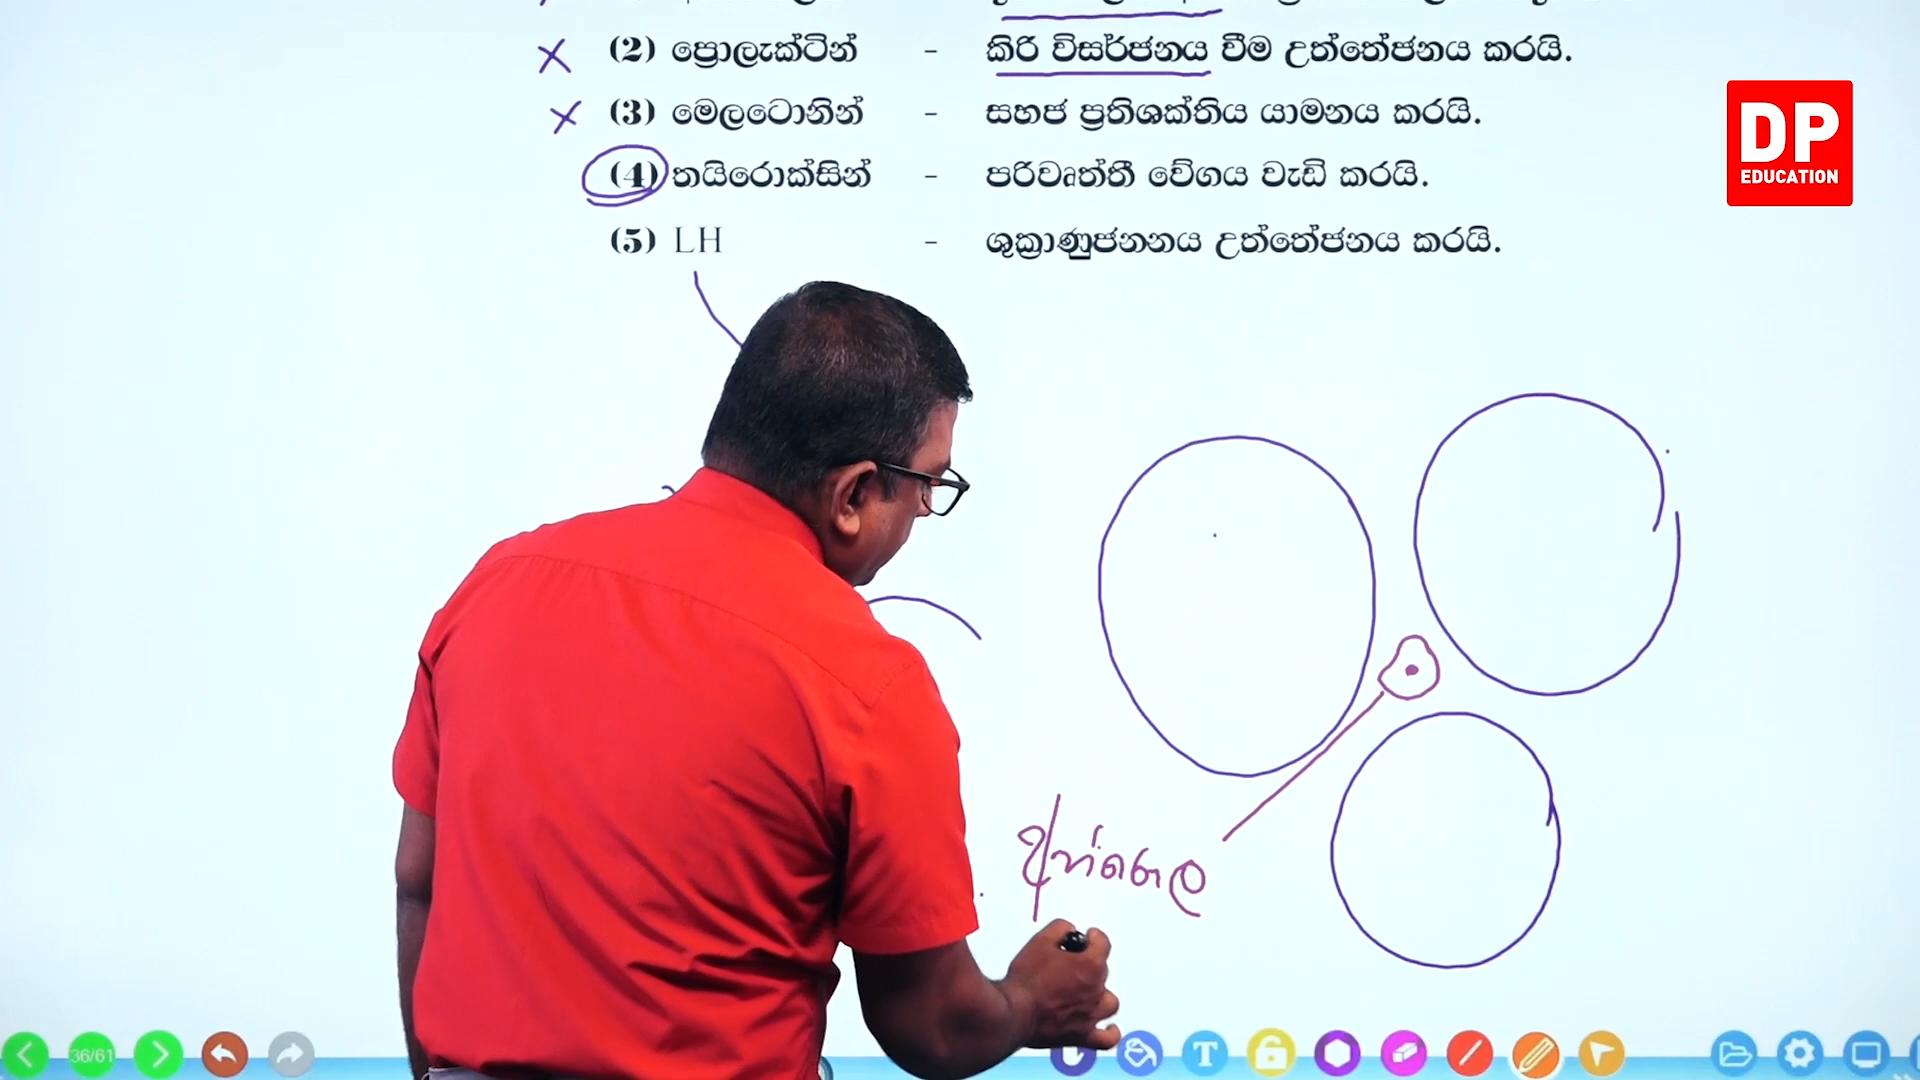 (2) ප්‍රොලැක්ටින් - කිරි විසර්ජනය වීම උත්තේජනය කරයි.
(3) මෙලටොනින් - සහජ ප්‍රතිශක්තිය යාමනය කරයි.
(4) තයිරොක්සින් - පරිවෘත්තී වේගය වැඩි කරයි.
(5) LH - ශුක්‍රාණුජනනය උත්තේජනය කරයි.
DP
EDUCATION
36/61